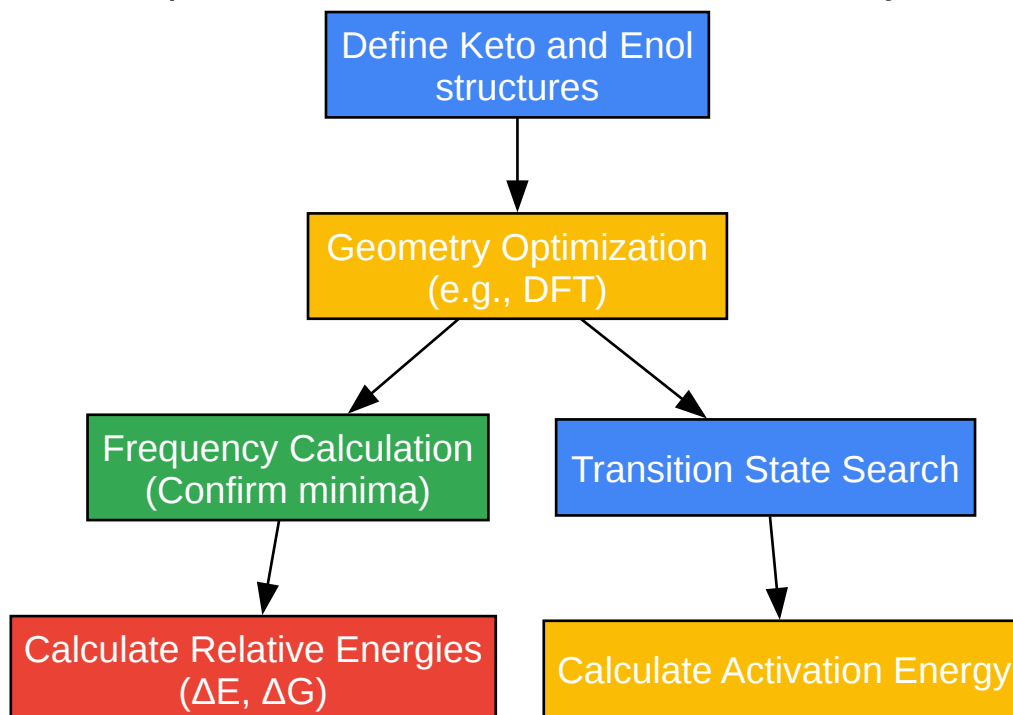 Define Keto and Enol
structures
Geometry Optimization
(e.g., DFT)
Frequency Calculation
(Confirm minima)
Transition State Search
Calculate Relative Energies
(ΔE, ΔG)
Calculate Activation Energy